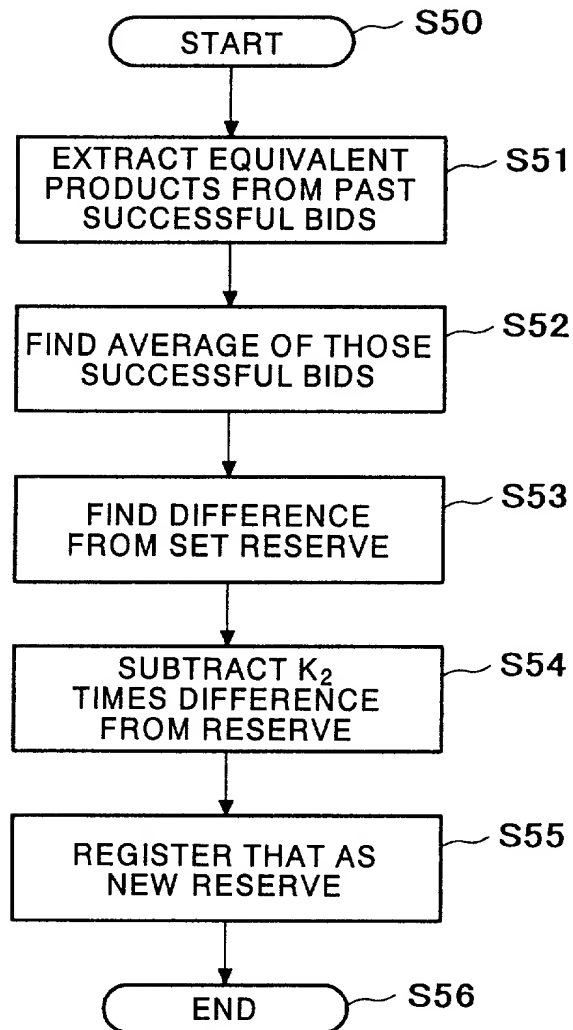 START
S50
EXTRACT EQUIVALENT
PRODUCTS FROM PAST
SUCCESSFUL BIDS
S51
FIND AVERAGE OF THOSE
SUCCESSFUL BIDS
S52
FIND DIFFERENCE
FROM SET RESERVE
S53
SUBTRACT K₂
TIMES DIFFERENCE
FROM RESERVE
S54
REGISTER THAT AS
NEW RESERVE
S55
END
S56